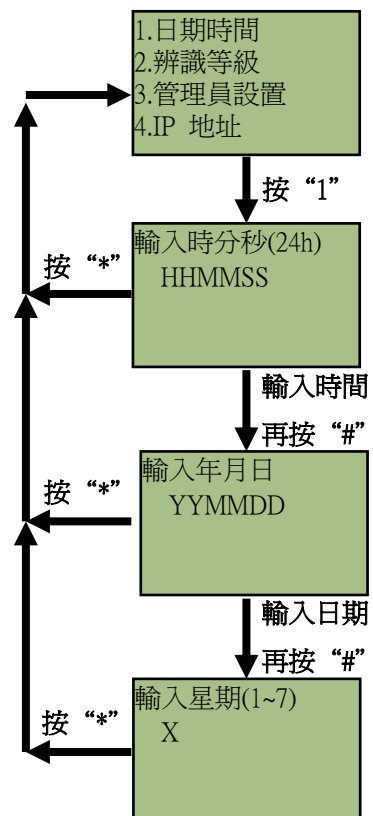 1.日期時間
2.辨識等級
3.管理員設置
4.IP 地址
按 “1”
輸入時分秒(24h)
HHMMSS
按 “*”
輸入時間
再按 “#”
輸入年月日
YYMMDD
按 “*”
輸入日期
再按 “#”
輸入星期(1~7)
X
按 “*”